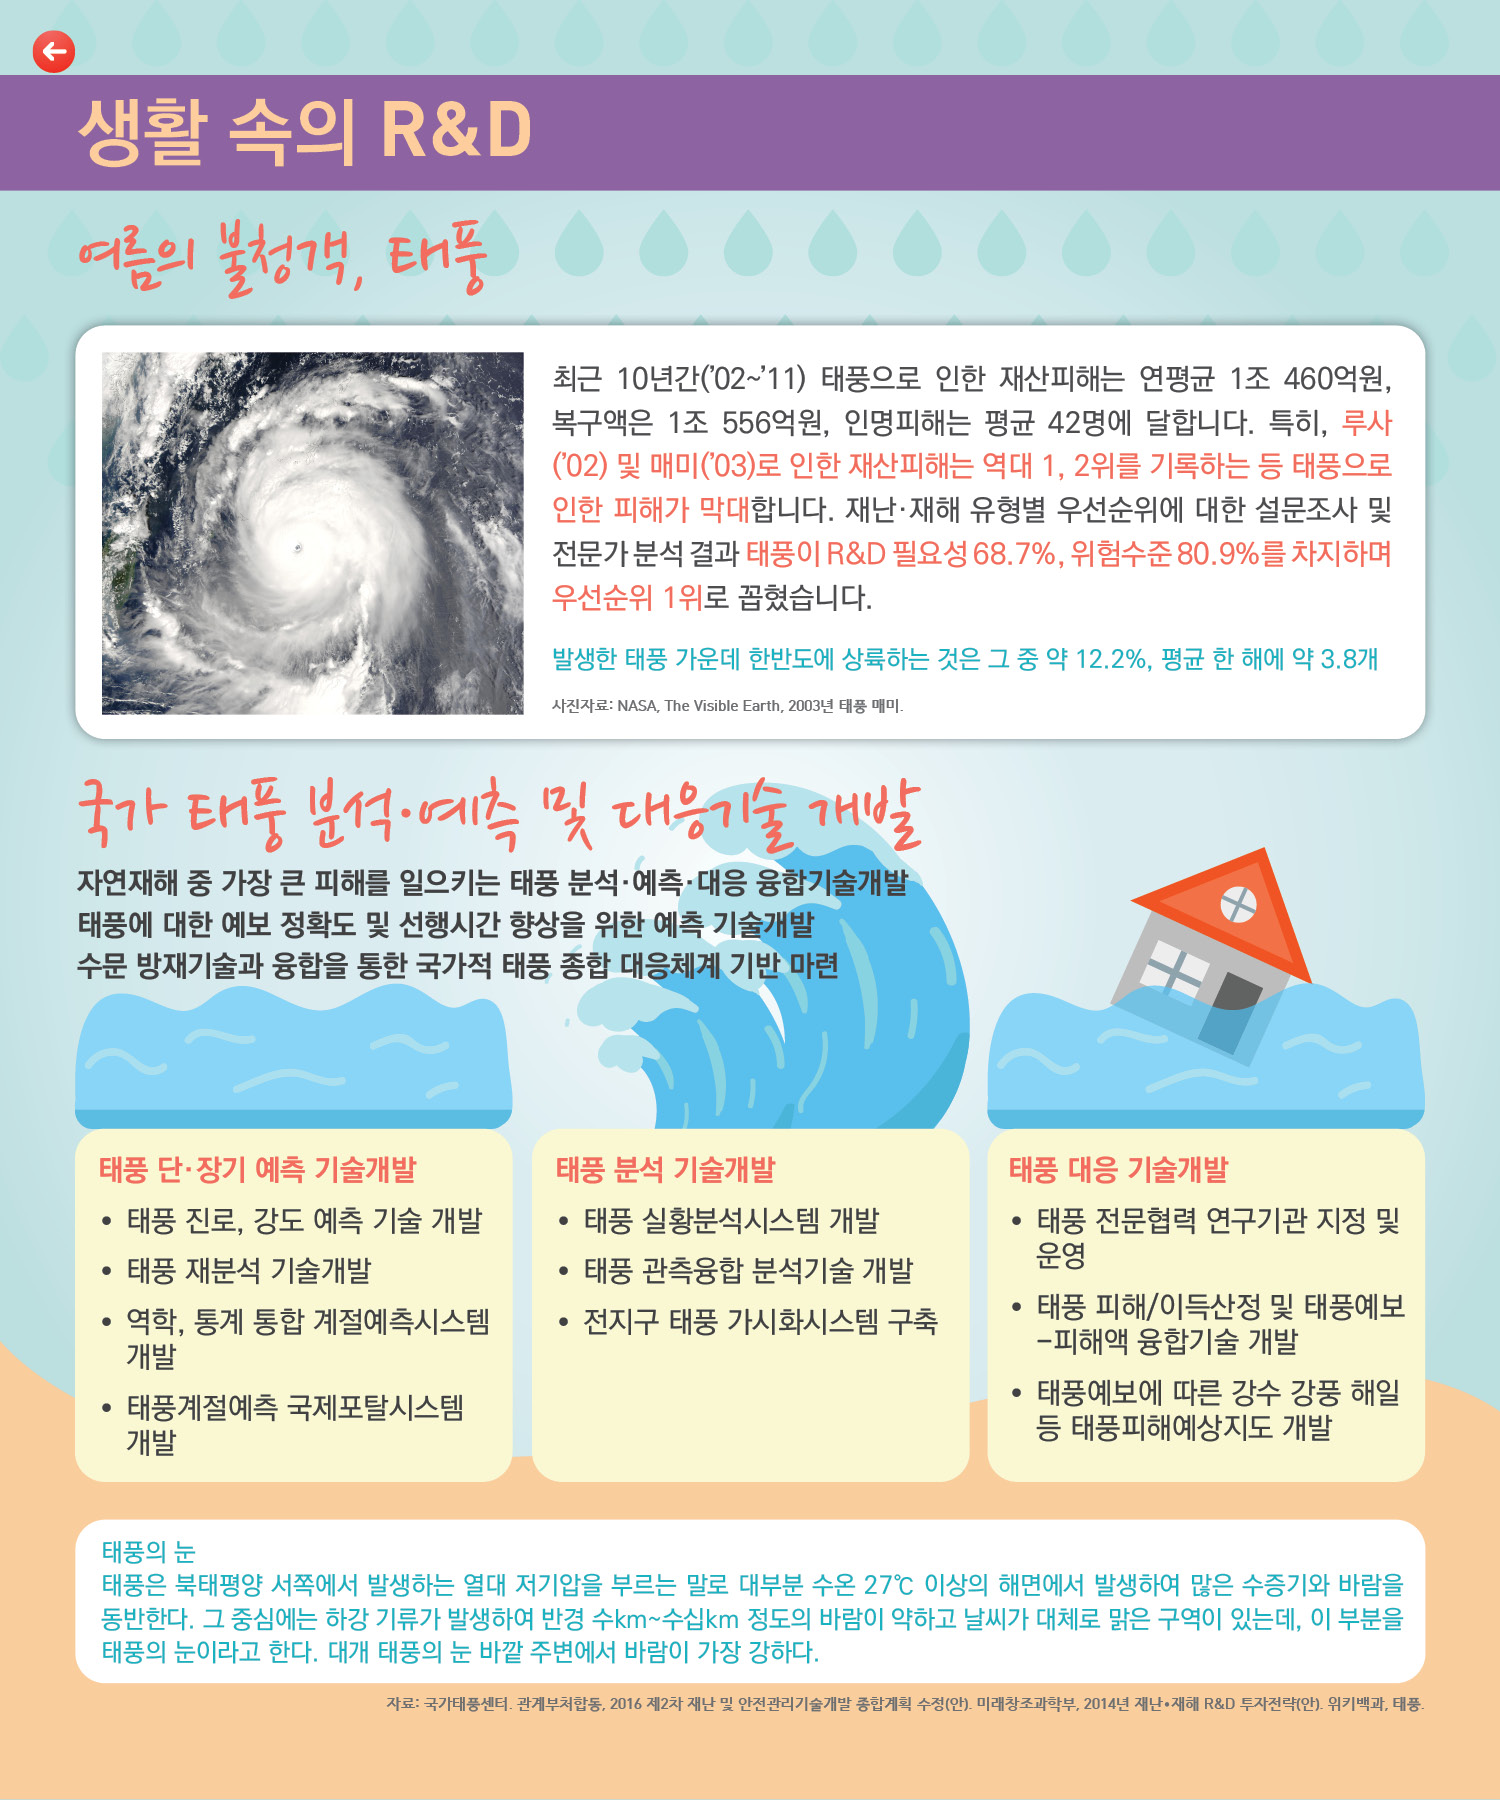 생활 속의 R&D
여름의 불청객, 태풍
최근 10년간('02~'11) 태풍으로 인한 재산피해는 연평균 1조 460억원,
복구액은 1조 556억원, 인명피해는 평균 42명에 달합니다. 특히, 루사
('02) 및 매미('03)로 인한 재산피해는 역대 1, 2위를 기록하는 등 태풍으로
인한 피해가 막대합니다. 재난·재해 유형별 우선순위에 대한 설문조사 및
전문가 분석 결과 태풍이 R&D 필요성 68.7%, 위험수준 80.9%를 차지하며
우선순위 1위로 꼽혔습니다.
발생한 태풍 가운데 한반도에 상륙하는 것은 그 중 약 12.2%, 평균 한 해에 약 3.8개
사진자료: NASA, The Visible Earth, 2003년 태풍 매미.
국가 태풍 분석·예측 및 대응기술 개발
자연재해 중 가장 큰 피해를 일으키는 태풍 분석·예측·대응 융합기술개발
태풍에 대한 예보 정확도 및 선행시간 향상을 위한 예측 기술개발
수문 방재기술과 융합을 통한 국가적 태풍 종합 대응체계 기반 마련
태풍 단·장기 예측 기술개발
• 태풍 진로, 강도 예측 기술 개발
• 태풍 재분석 기술개발
• 역학, 통계 통합 계절예측시스템
개발
• 태풍계절예측 국제포탈시스템
개발
태풍 분석 기술개발
• 태풍 실황분석시스템 개발
• 태풍 관측융합 분석기술 개발
• 전지구 태풍 가시화시스템 구축
태풍 대응 기술개발
• 태풍 전문협력 연구기관 지정 및
운영
• 태풍 피해/이득산정 및 태풍예보
-피해액 융합기술 개발
• 태풍예보에 따른 강수 강풍 해일
등 태풍피해예상지도 개발
태풍의 눈
태풍은 북태평양 서쪽에서 발생하는 열대 저기압을 부르는 말로 대부분 수온 27℃ 이상의 해면에서 발생하여 많은 수증기와 바람을
동반한다. 그 중심에는 하강 기류가 발생하여 반경 수km~수십km 정도의 바람이 약하고 날씨가 대체로 맑은 구역이 있는데, 이 부분을
태풍의 눈이라고 한다. 대개 태풍의 눈 바깥 주변에서 바람이 가장 강하다.
자료: 국가태풍센터. 관계부처합동, 2016 제2차 재난 및 안전관리기술개발 종합계획 수정(안). 미래창조과학부, 2014년 재난•재해 R&D 투자전략(안). 위키백과, 태풍.